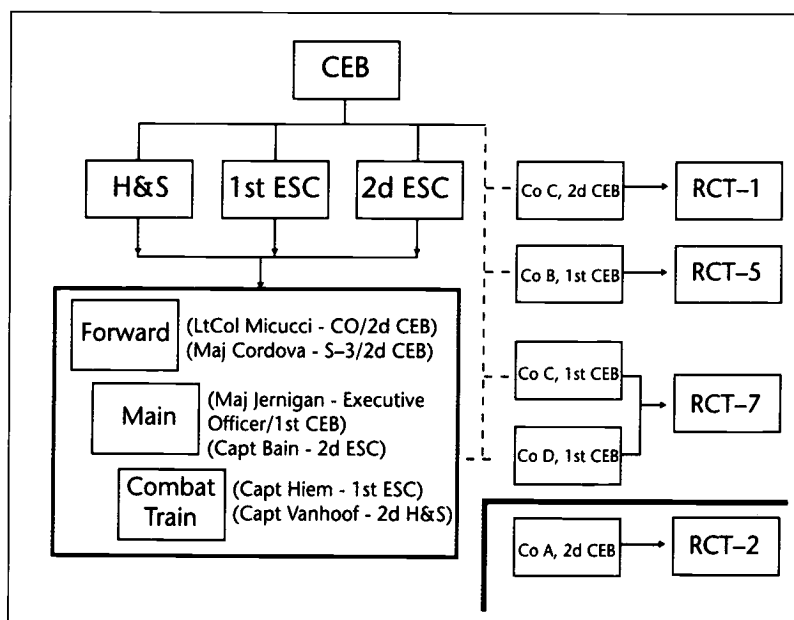 CEB
H&S
1st ESC
2d ESC
Co C, 2d CEB
RCT–1
Co B, 1st CEB
RCT–5
Co C, 1st CEB
Co D, 1st CEB
RCT–7
Co A, 2d CEB
RCT–2
Forward
(LtCol Micucci - CO/2d CEB)
(Maj Cordova - S–3/2d CEB)
Main
(Maj Jernigan - Executive
Officer/1st CEB)
(Capt Bain - 2d ESC)
Combat
Train
(Capt Hiem - 1st ESC)
(Capt Vanhoof - 2d H&S)